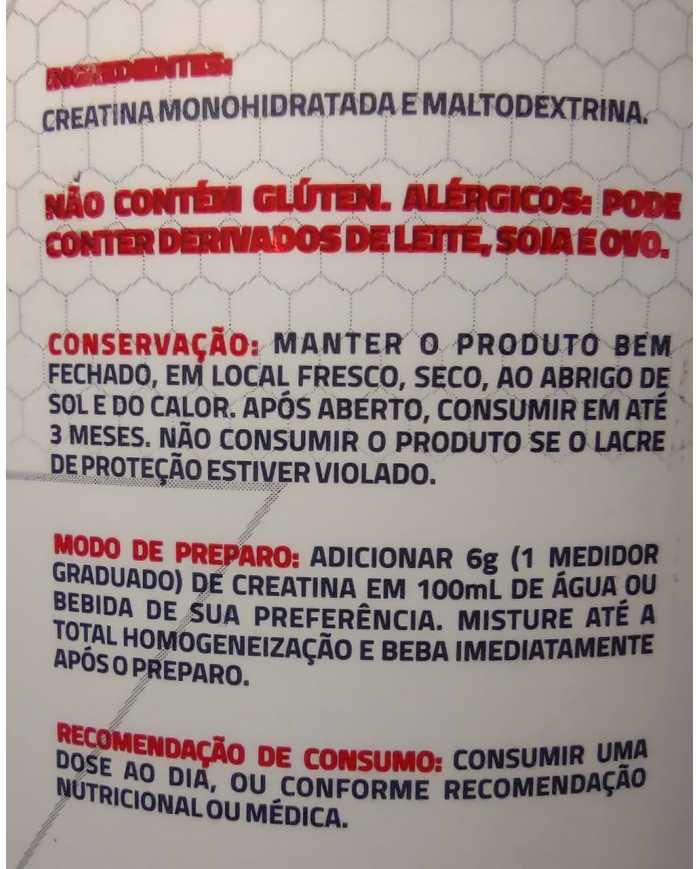 INGREDIENTES:
CREATINA MONOHIDRATADA E MALTODEXTRINA.
NÃO CONTÉM GLÚTEN. ALÉRGICOS: PODE
CONTER DERIVADOS DE LEITE, SOJA E OVO.
CONSERVAÇÃO: MANTER O PRODUTO BEM
FECHADO, EM LOCAL FRESCO, SECO, AO ABRIGO DE
SOL E DO CALOR. APÓS ABERTO, CONSUMIR EM ATÉ
3 MESES. NÃO CONSUMIR O PRODUTO SE O LACRE
DE PROTEÇÃO ESTIVER VIOLADO.
MODO DE PREPARO: ADICIONAR 6g (1 MEDIDOR
GRADUADO) DE CREATINA EM 100mL DE ÁGUA OU
BEBIDA DE SUA PREFERÊNCIA. MISTURE ATÉ A
TOTAL HOMOGENEIZAÇÃO E BEBA IMEDIATAMENTE
APÓS O PREPARO.
RECOMENDAÇÃO DE CONSUMO: CONSUMIR UMA
DOSE AO DIA, OU CONFORME RECOMENDAÇÃO
NUTRICIONAL OU MÉDICA.